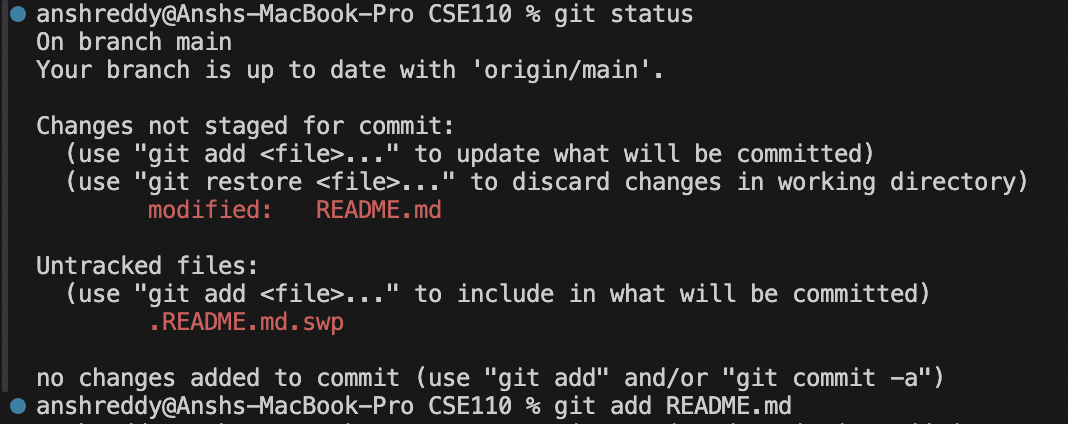 anshreddy@Anshs-MacBook-Pro CSE110 % git status
On branch main
Your branch is up to date with 'origin/main'.
Changes not staged for commit:
  (use "git add <file>..." to update what will be committed)
  (use "git restore <file>..." to discard changes in working directory)
        modified:   README.md
Untracked files:
  (use "git add <file>..." to include in what will be committed)
        .README.md.swp
no changes added to commit (use "git add" and/or "git commit -a")
anshreddy@Anshs-MacBook-Pro CSE110 % git add README.md